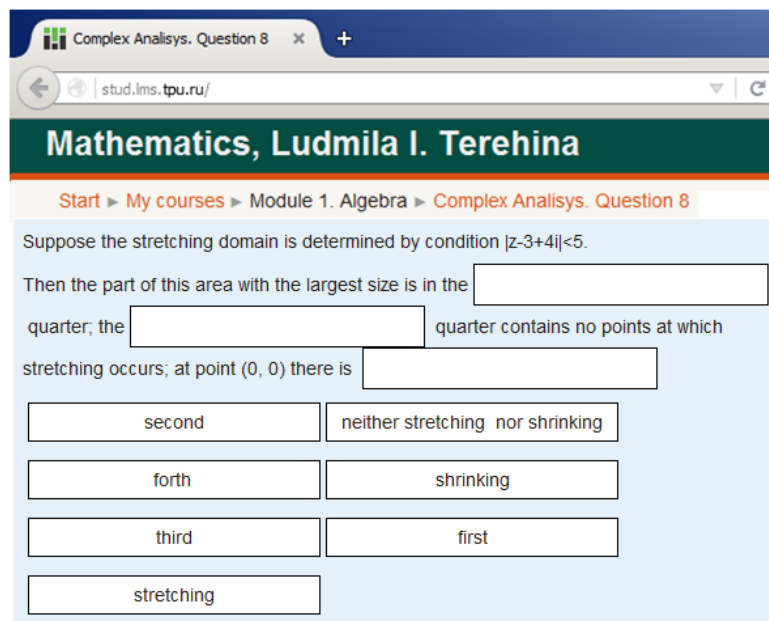 Complex Analisys. Question 8
stud.lms.tpu.ru/
Mathematics, Ludmila I. Terehina
Start ► My courses ► Module 1. Algebra ► Complex Analisys. Question 8
Suppose the stretching domain is determined by condition |z-3+4i|<5.
Then the part of this area with the largest size is in the
quarter; the quarter contains no points at which
stretching occurs; at point (0, 0) there is
second neither stretching nor shrinking
forth shrinking
third first
stretching